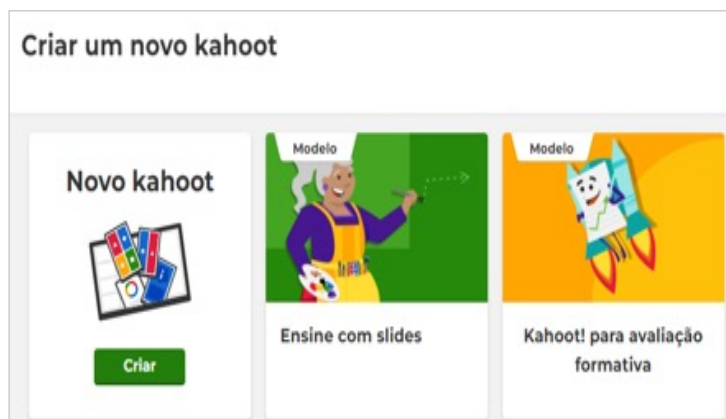 Criar um novo kahoot
Novo kahoot
Criar
Modelo
Ensine com slides
Modelo
Kahoot! para avaliação
formativa